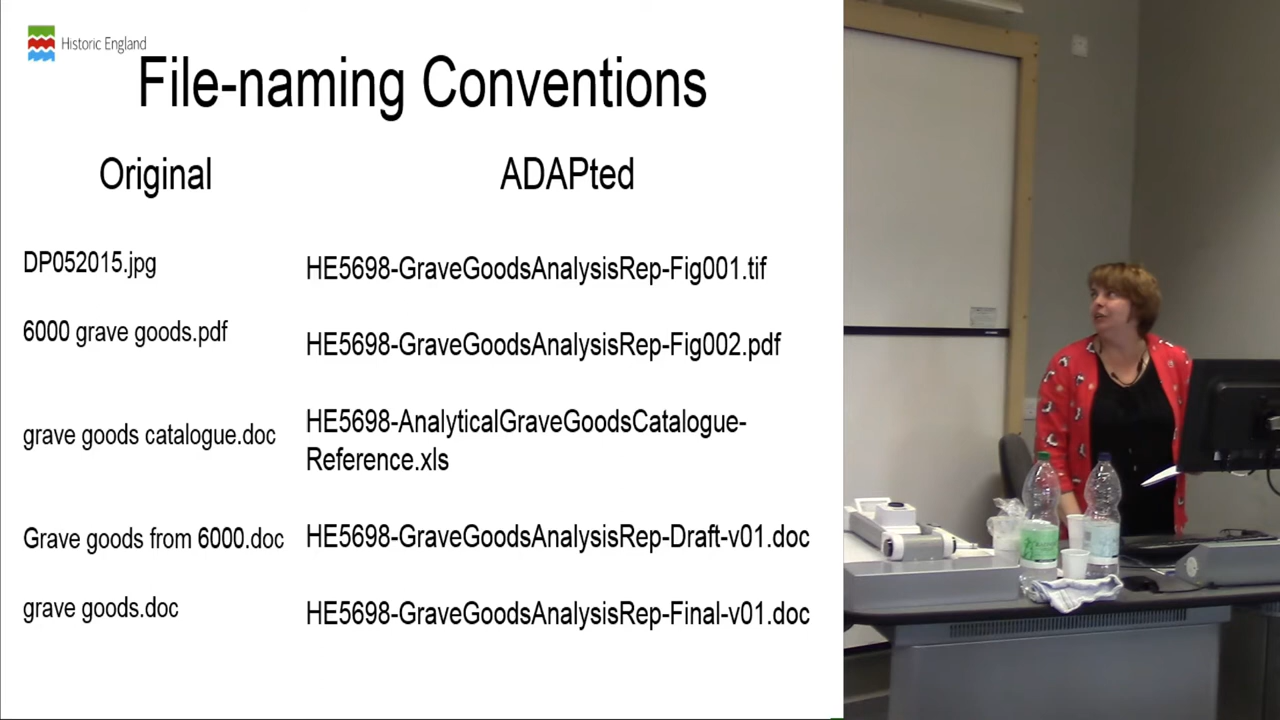 Historic England
File-naming Conventions
Original
ADAPted
DP052015.jpg
HE5698-GraveGoodsAnalysisRep-Fig001.tif
6000 grave goods.pdf
HE5698-GraveGoodsAnalysisRep-Fig002.pdf
grave goods catalogue.doc
HE5698-AnalyticalGraveGoodsCatalogue-
Reference.xls
Grave goods from 6000.doc
HE5698-GraveGoodsAnalysisRep-Draft-v01.doc
grave goods.doc
HE5698-GraveGoodsAnalysisRep-Final-v01.doc